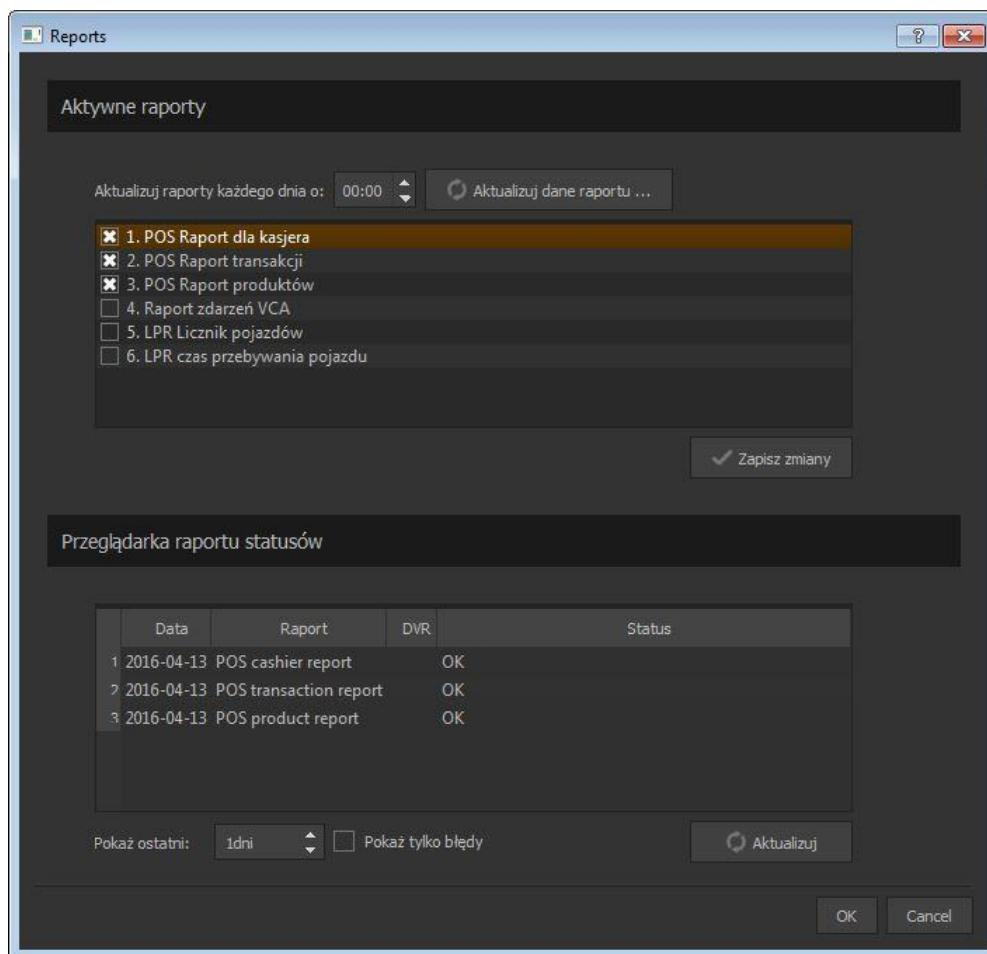 Reports
Aktywne raporty
Aktualizuj raporty każdego dnia o: 00:00 Aktualizuj dane raportu ...
1. POS Raport dla kasjera
2. POS Raport transakcji
3. POS Raport produktów
4. Raport zdarzeń VCA
5. LPR Licznik pojazdów
6. LPR czas przebywania pojazdu
Zapisz zmiany
Przeglądarka raportu statusów
Data Raport DVR Status
1 2016-04-13 POS cashier report OK
2 2016-04-13 POS transaction report OK
3 2016-04-13 POS product report OK
Pokaż ostatni: 1dni Pokaż tylko błędy Aktualizuj
OK Cancel